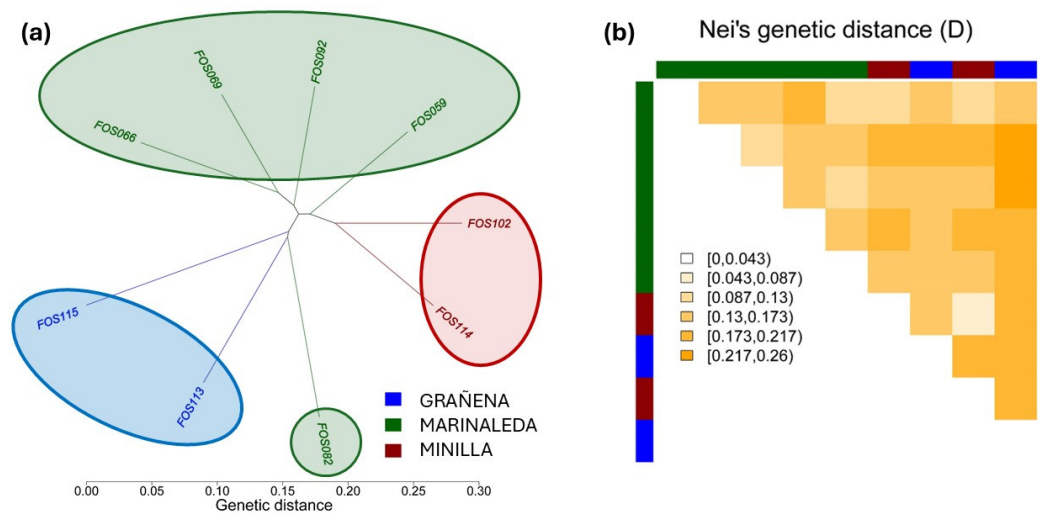 (a)
FOS092
FOS069
FOS059
FOS066
FOS102
FOS114
FOS115
FOS113
FOS082
GRAÑENA
MARINALEDA
MINILLA
0.00 0.05 0.10 0.15 0.20 0.25 0.30
Genetic distance
(b)
Nei's genetic distance (D)
[0,0.043)
[0.043,0.087)
[0.087,0.13)
[0.13,0.173)
[0.173,0.217)
[0.217,0.26)